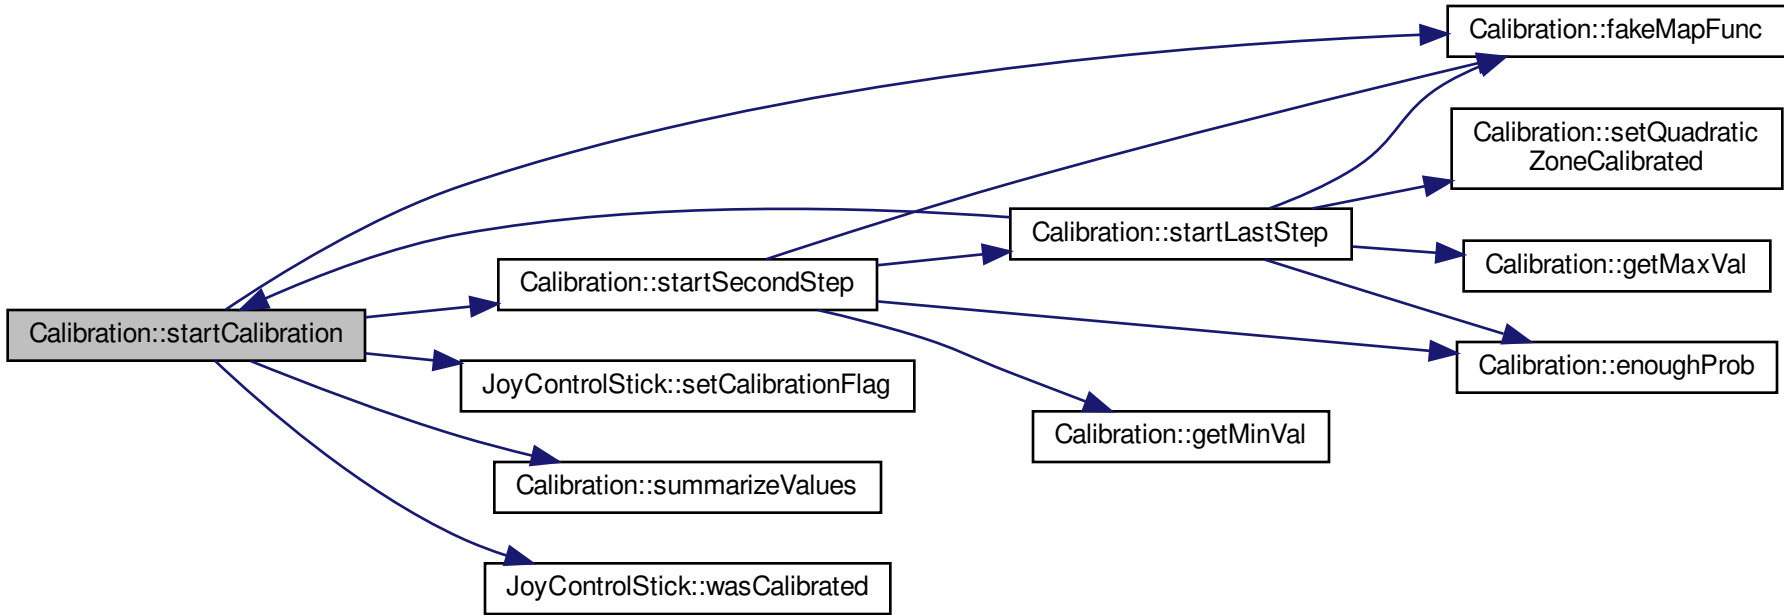 Calibration::fakeMapFunc
Calibration::setQuadratic
ZoneCalibrated
Calibration::startLastStep
Calibration::getMaxVal
Calibration::startSecondStep
Calibration::startCalibration
Calibration::enoughProb
JoyControlStick::setCalibrationFlag
Calibration::getMinVal
Calibration::summarizeValues
JoyControlStick::wasCalibrated